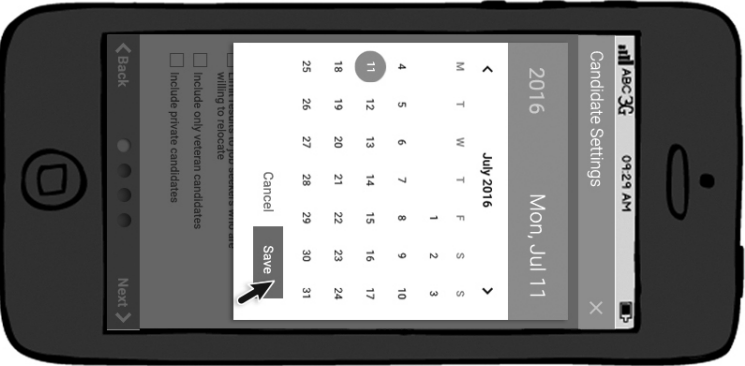 ABC 3G 09:29 AM
Candidate Settings ×
2016 Mon, Jul 11
July 2016
M T W T F S S
1 2 3
4 5 6 7 8 9 10
11 12 13 14 15 16 17
18 19 20 21 22 23 24
25 26 27 28 29 30 31
Cancel Save
willing to relocate
Include only veteran candidates
Include private candidates
Back Next